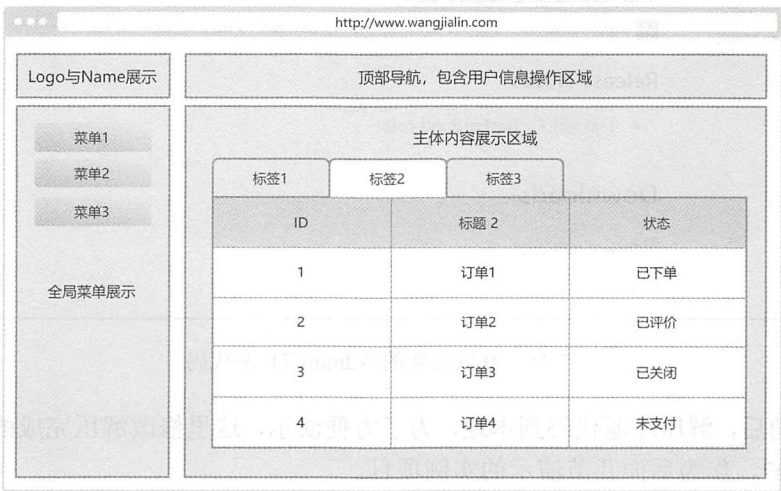 http://www.wangjialin.com
Logo与Name展示
顶部导航，包含用户信息操作区域
菜单1
菜单2
菜单3
全局菜单展示
主体内容展示区域
标签1 标签2 标签3
ID 标题 2 状态
1 订单1 已下单
2 订单2 已评价
3 订单3 已关闭
4 订单4 未支付